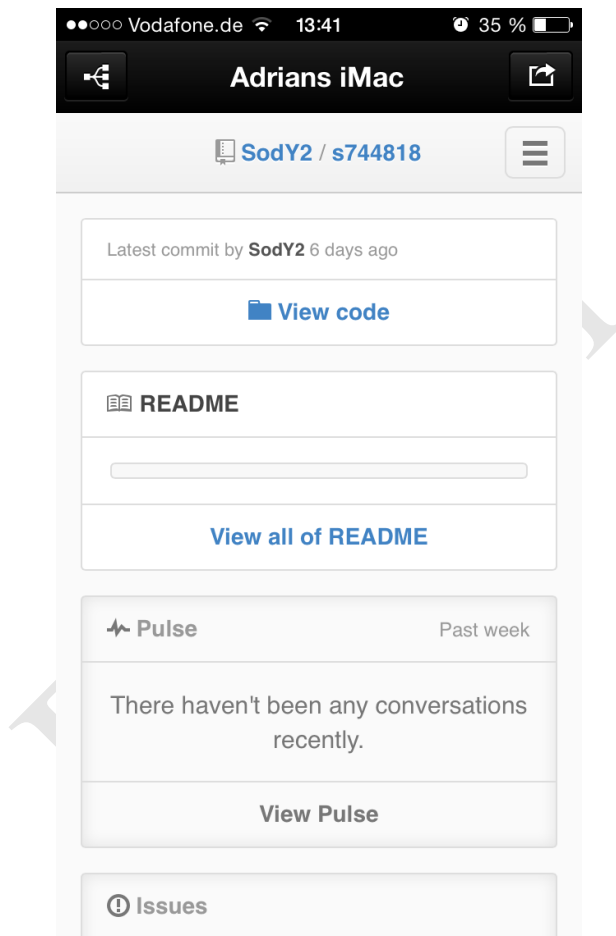 Vodafone.de 13:41 35 %
Adrians iMac
SodY2 / s744818
Latest commit by SodY2 6 days ago
View code
README
View all of README
Pulse Past week
There haven't been any conversations
recently.
View Pulse
Issues